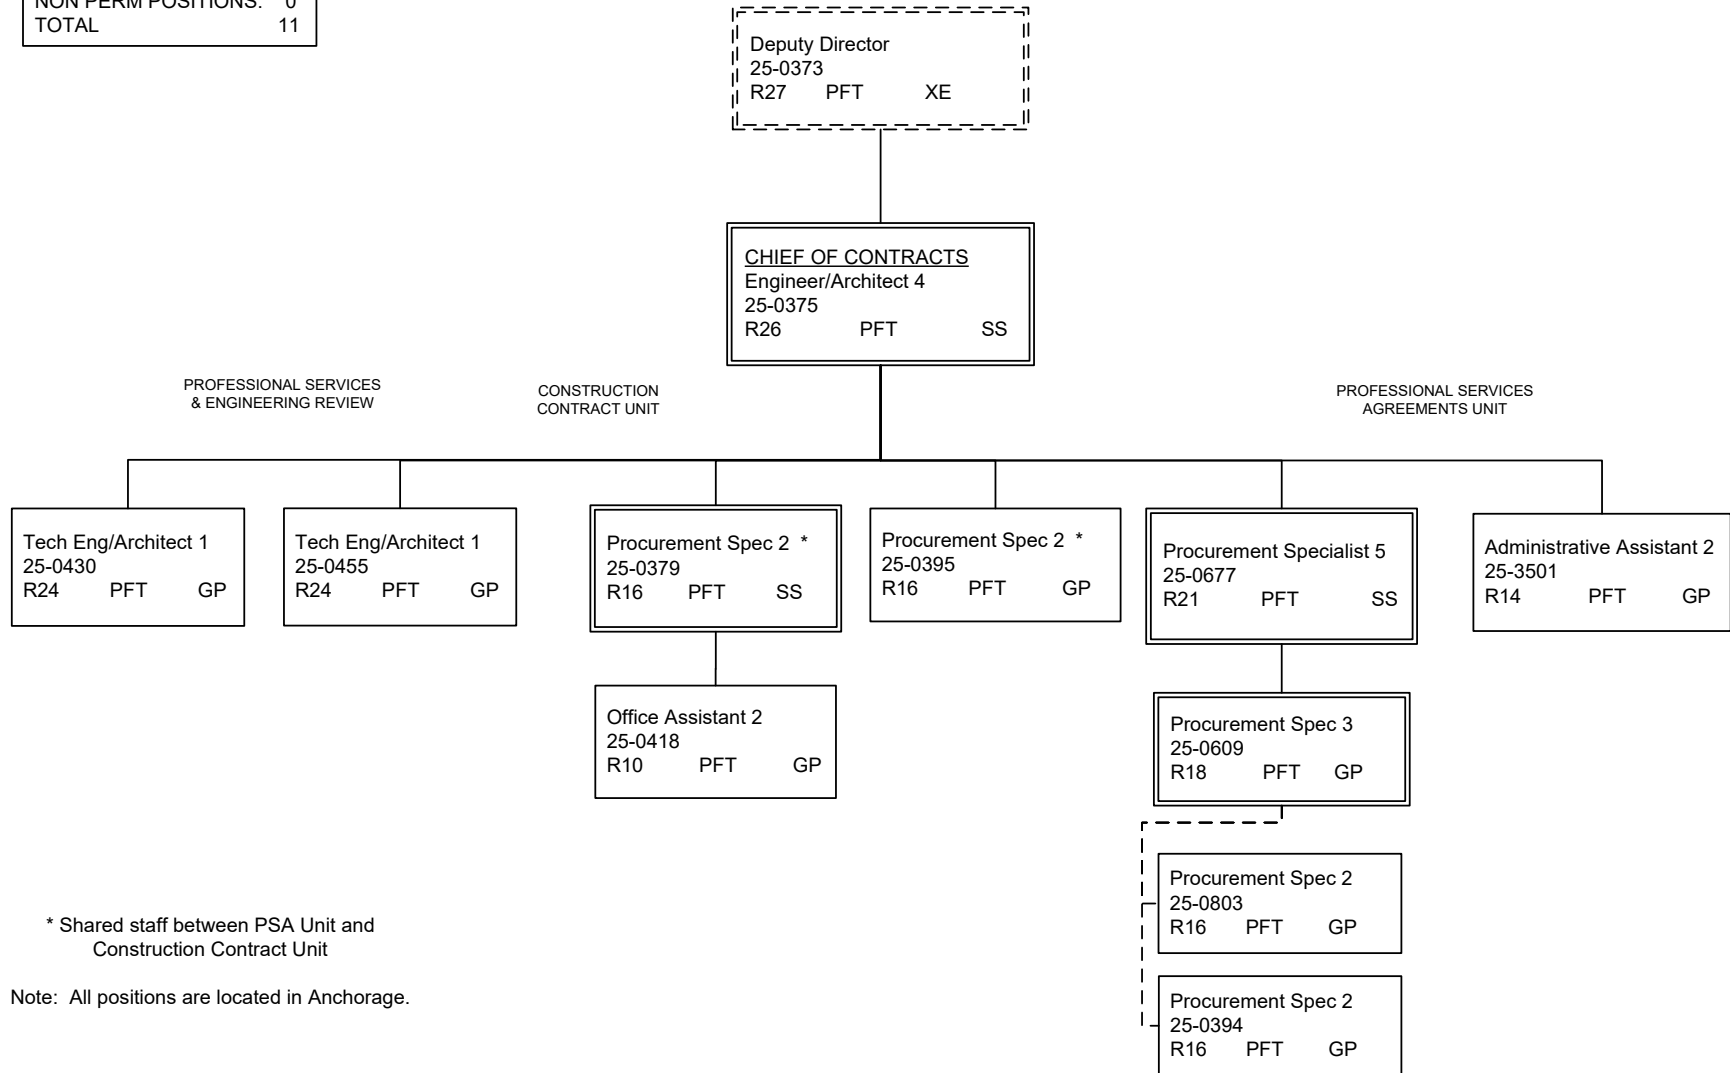 NON PERM POSITIONS: 0
TOTAL 11
Deputy Director
25-0373
R27 PFT XE
CHIEF OF CONTRACTS
Engineer/Architect 4
25-0375
R26 PFT SS
PROFESSIONAL SERVICES
& ENGINEERING REVIEW
CONSTRUCTION
CONTRACT UNIT
PROFESSIONAL SERVICES
AGREEMENTS UNIT
Tech Eng/Architect 1
25-0430
R24 PFT GP
Tech Eng/Architect 1
25-0455
R24 PFT GP
Procurement Spec 2 *
25-0379
R16 PFT SS
Procurement Spec 2 *
25-0395
R16 PFT GP
Procurement Specialist 5
25-0677
R21 PFT SS
Administrative Assistant 2
25-3501
R14 PFT GP
Office Assistant 2
25-0418
R10 PFT GP
Procurement Spec 3
25-0609
R18 PFT GP
Procurement Spec 2
25-0803
R16 PFT GP
Procurement Spec 2
25-0394
R16 PFT GP
* Shared staff between PSA Unit and
Construction Contract Unit
Note: All positions are located in Anchorage.